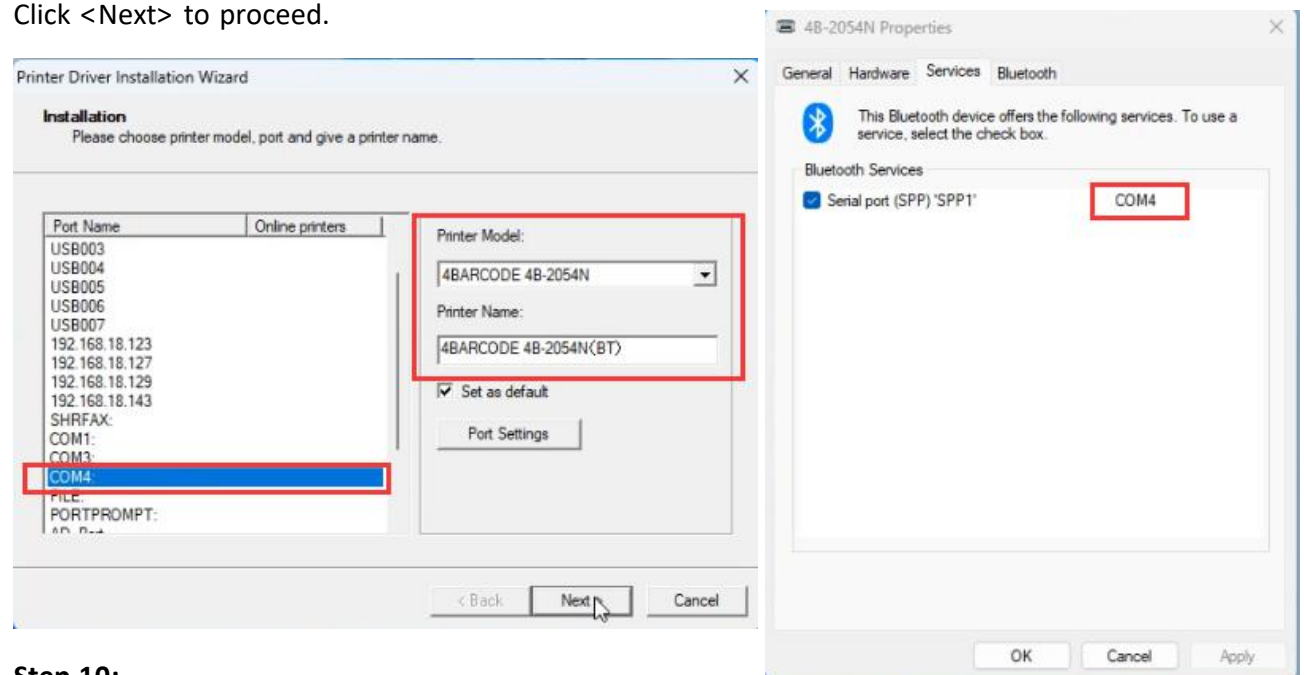 Click <Next> to proceed.
Printer Driver Installation Wizard
Installation
Please choose printer model, port and give a printer name.
Port Name Online printers
USB003
USB004
USB005
USB006
USB007
192.168.18.123
192.168.18.127
192.168.18.129
192.168.18.143
SHRFAX:
COM1:
COM3:
COM4:
FILE:
PORTPROMPT:
Printer Model:
4BARCODE 4B-2054N
Printer Name:
4BARCODE 4B-2054N(BT)
Set as default
Port Settings
< Back Next > Cancel
4B-2054N Properties
General Hardware Services Bluetooth
This Bluetooth device offers the following services. To use a
service, select the check box.
Bluetooth Services
Serial port (SPP) 'SPP1' COM4
OK Cancel Apply
Step 10: